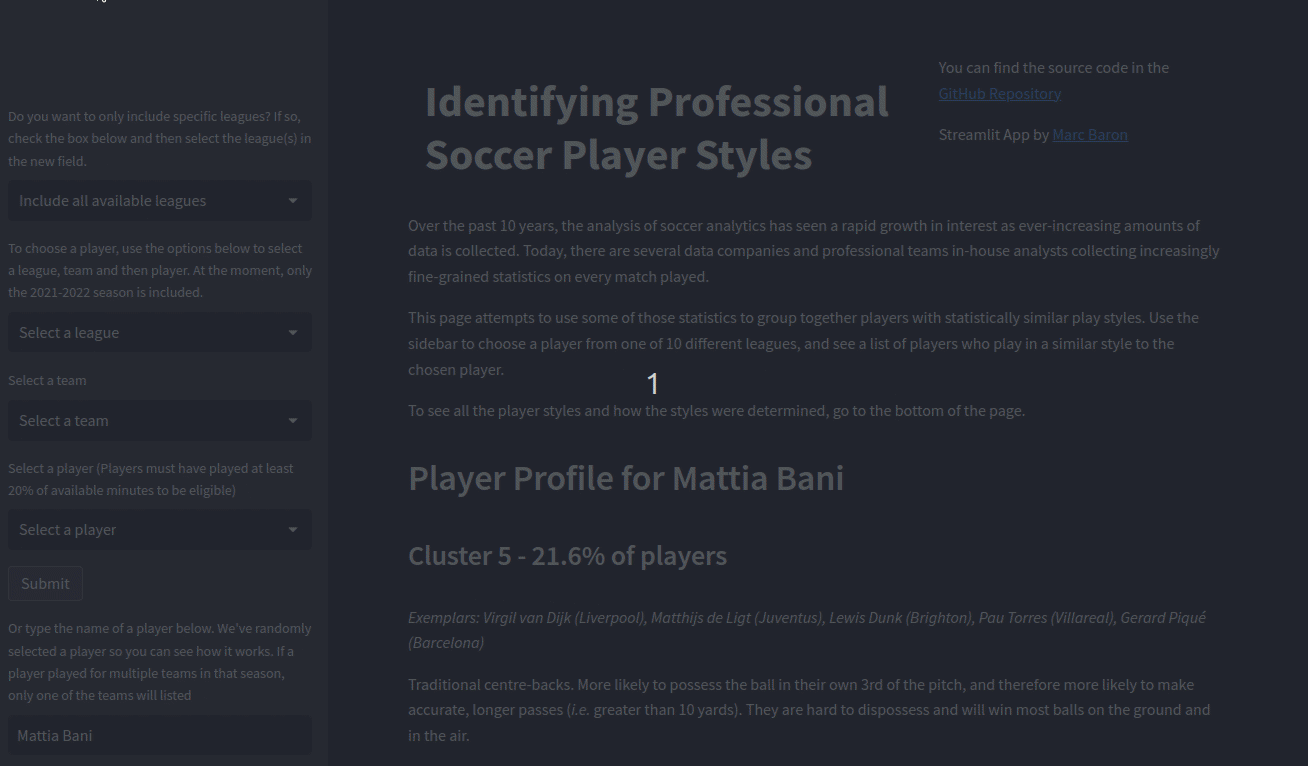 Do you want to only include specific leagues? If so,
check the box below and then select the league(s) in
the new field.
Include all available leagues
To choose a player, use the options below to select
a league, team and then player. At the moment, only
the 2021-2022 season is included.
Select a league
Select a team
Select a team
Select a player (Players must have played at least
20% of available minutes to be eligible)
Select a player
Submit
Or type the name of a player below. We've randomly
selected a player so you can see how it works. If a
player played for multiple teams in that season,
only one of the teams will listed
Mattia Bani
Identifying Professional
Soccer Player Styles
You can find the source code in the
GitHub Repository
Streamlit App by Marc Baron
Over the past 10 years, the analysis of soccer analytics has seen a rapid growth in interest as ever-increasing amounts of
data is collected. Today, there are several data companies and professional teams in-house analysts collecting increasingly
fine-grained statistics on every match played.
This page attempts to use some of those statistics to group together players with statistically similar play styles. Use the
sidebar to choose a player from one of 10 different leagues, and see a list of players who play in a similar style to the
chosen player.
1
To see all the player styles and how the styles were determined, go to the bottom of the page.
Player Profile for Mattia Bani
Cluster 5 - 21.6% of players
Exemplars: Virgil van Dijk (Liverpool), Matthijs de Ligt (Juventus), Lewis Dunk (Brighton), Pau Torres (Villareal), Gerard Piqué
(Barcelona)
Traditional centre-backs. More likely to possess the ball in their own 3rd of the pitch, and therefore more likely to make
accurate, longer passes (i.e. greater than 10 yards). They are hard to dispossess and will win most balls on the ground and
in the air.